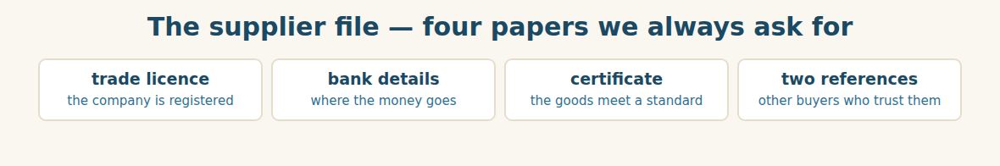 The supplier file — four papers we always ask for
trade licence
the company is registered
bank details
where the money goes
certificate
the goods meet a standard
two references
other buyers who trust them